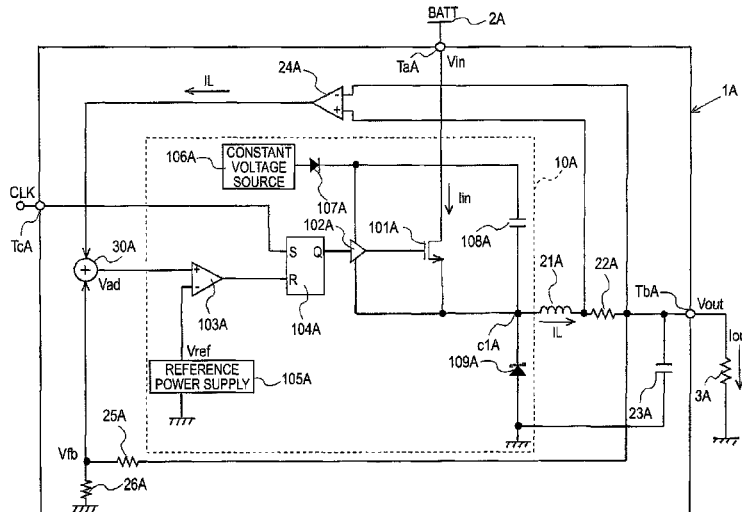 BATT
2A
TaA
Vin
24A
IL
1A
106A
CONSTANT
VOLTAGE
SOURCE
10A
CLK
107A
Iin
102A
101A
108A
TcA
30A
S
Q
R
21A
22A
TbA
Vout
Vad
103A
104A
c1A
IL
Iou
Vref
109A
REFERENCE
POWER SUPPLY
105A
23A
3A
25A
Vfb
26A